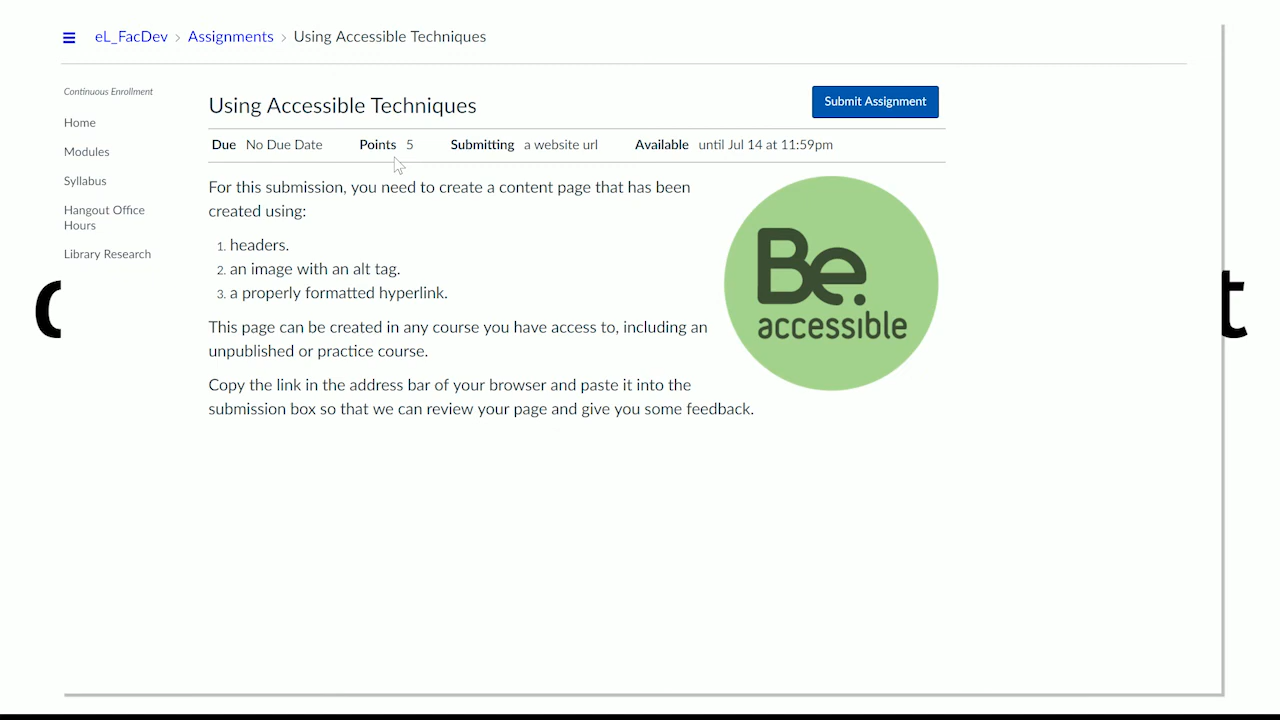 eL_FacDev > Assignments > Using Accessible Techniques
Continuous Enrollment
Home
Modules
Syllabus
Hangout Office
Hours
Library Research
Using Accessible Techniques
Submit Assignment
Due No Due Date Points 5 Submitting a website url Available until Jul 14 at 11:59pm
For this submission, you need to create a content page that has been
created using:
1. headers.
2. an image with an alt tag.
3. a properly formatted hyperlink.
This page can be created in any course you have access to, including an
unpublished or practice course.
Copy the link in the address bar of your browser and paste it into the
submission box so that we can review your page and give you some feedback.
Be.
accessible
t